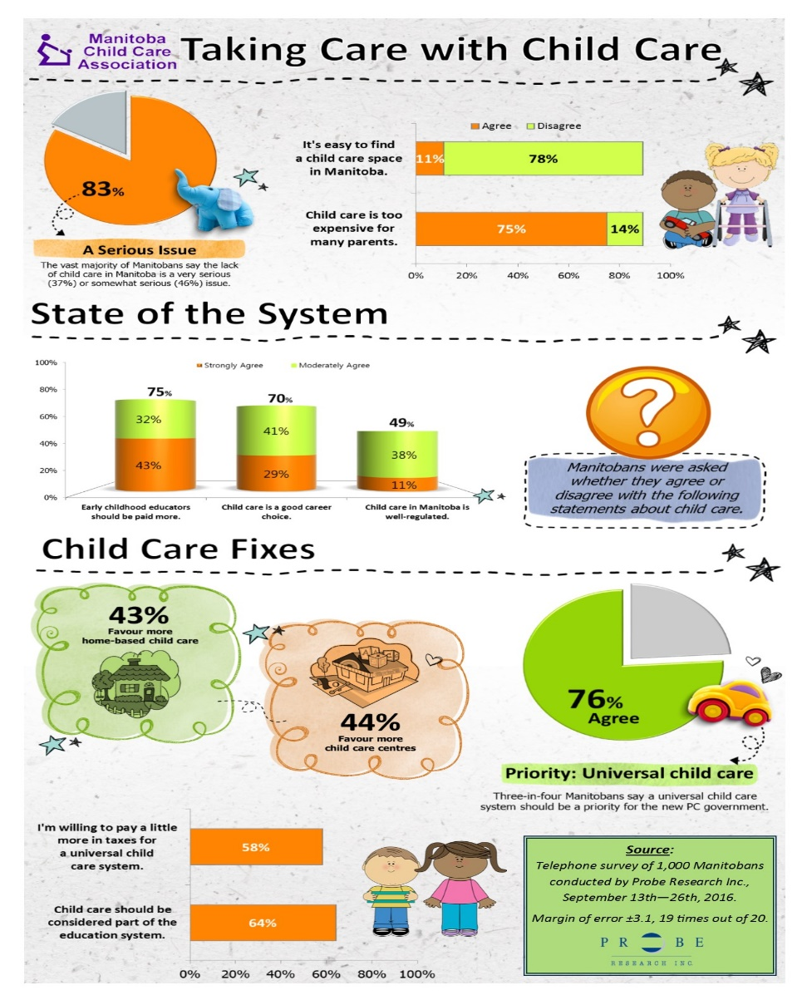 Manitoba
Child Care
Association
Taking Care with Child Care
83%
A Serious Issue
The vast majority of Manitobans say the lack
of child care in Manitoba is a very serious
(37%) or somewhat serious (46%) issue.
Agree Disagree
It's easy to find
a child care space
in Manitoba.
11% 78%
Child care is too
expensive for
many parents.
75% 14%
0% 20% 40% 60% 80% 100%
State of the System
100%
80%
60%
40%
20%
0%
Strongly Agree Moderately Agree
75%
32%
43%
70%
41%
29%
49%
38%
11%
Early childhood educators
should be paid more.
Child care is a good career
choice.
Child care in Manitoba is
well-regulated.
?
Manitobans were asked
whether they agree or
disagree with the following
statements about child care.
Child Care Fixes
43%
Favour more
home-based child care
44%
Favour more
child care centres
76%
Agree
Priority: Universal child care
Three-in-four Manitobans say a universal child care
system should be a priority for the new PC government.
I'm willing to pay a little
more in taxes for
a universal child
care system.
58%
Child care should be
considered part of the
education system.
64%
0% 20% 40% 60% 80% 100%
Source:
Telephone survey of 1,000 Manitobans
conducted by Probe Research Inc.,
September 13th—26th, 2016.
Margin of error ±3.1, 19 times out of 20.
PROBE
RESEARCH INC.